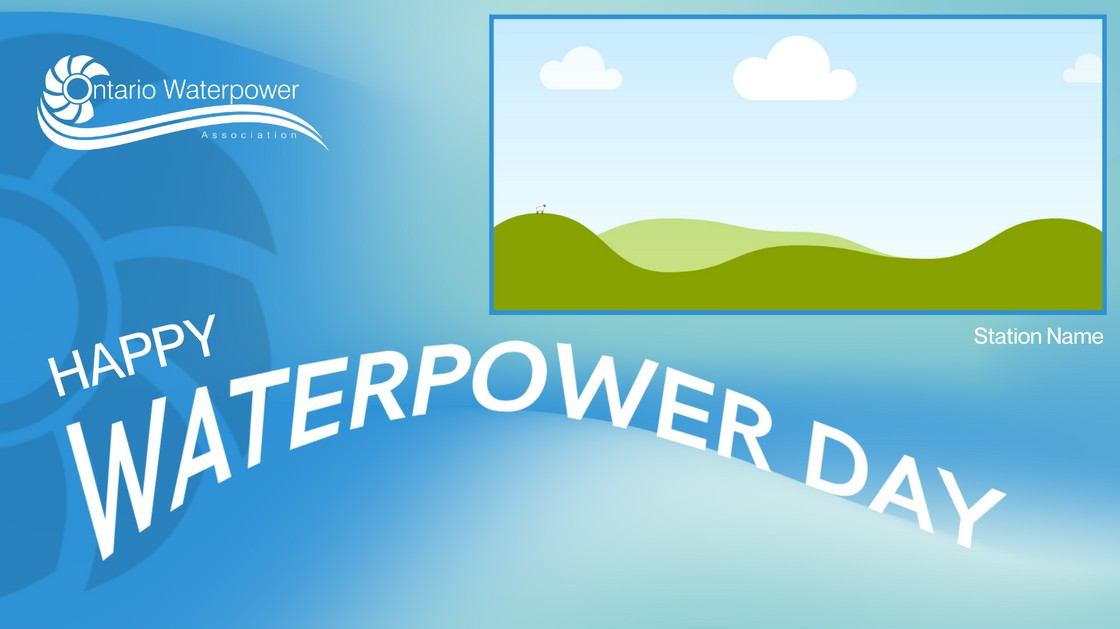 Ontario Waterpower
Association
Station Name
HAPPY
WATERPOWER DAY